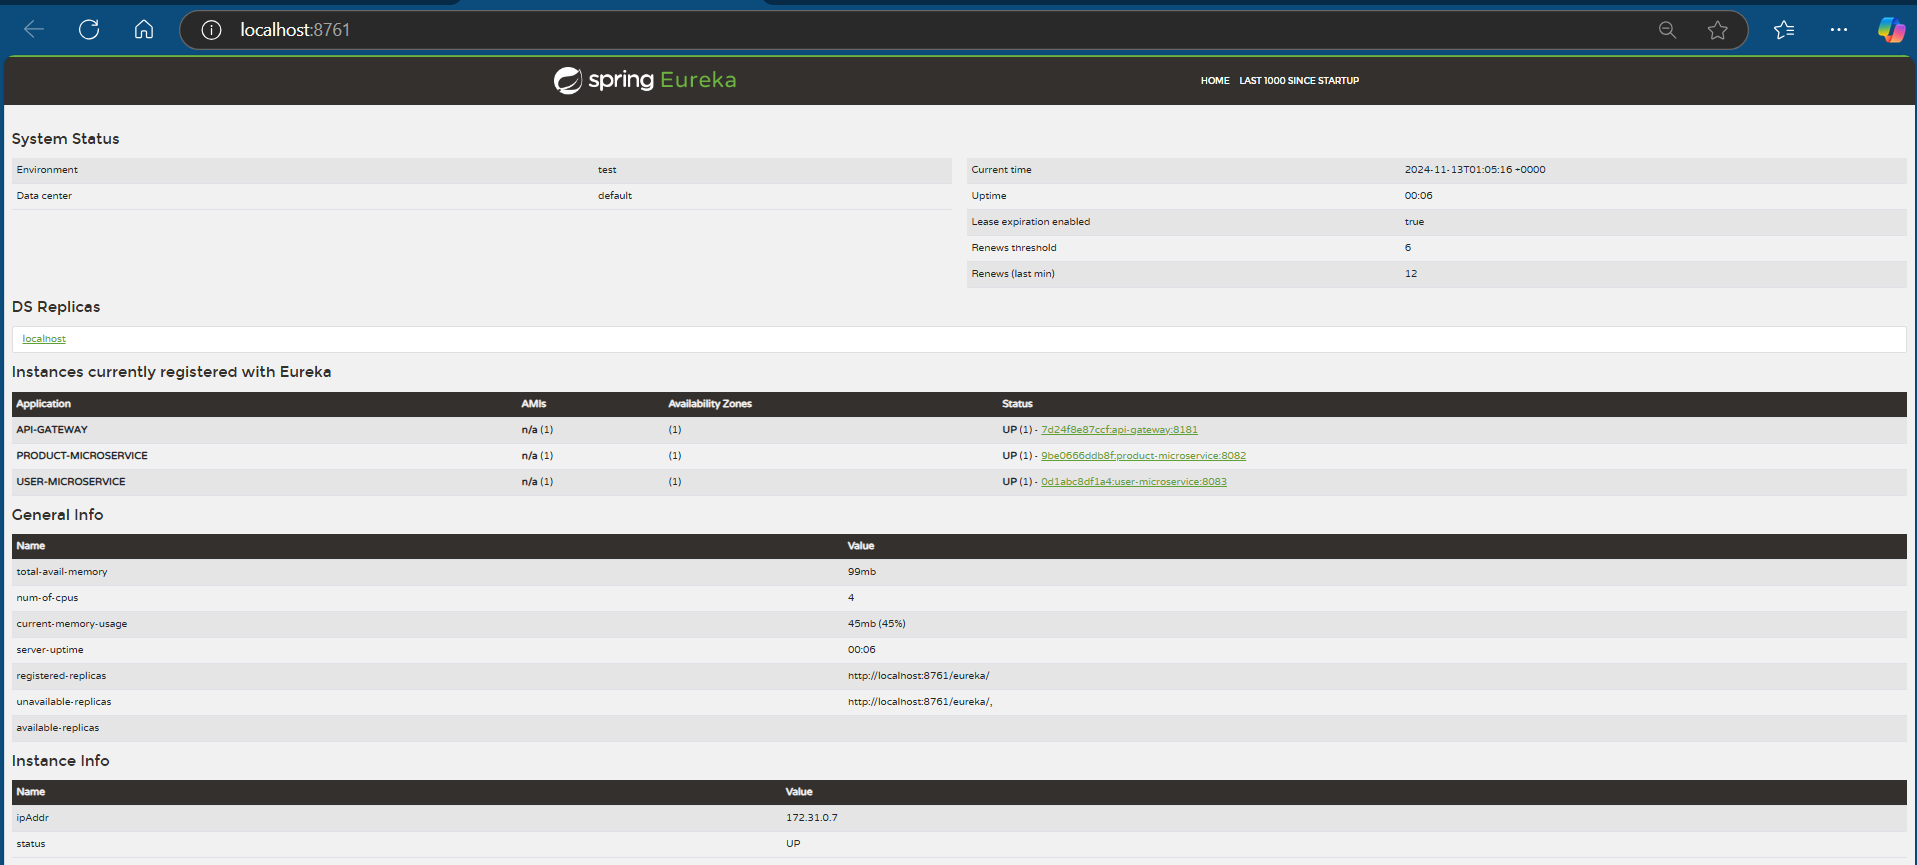 localhost:8761
spring Eureka
HOME LAST 1000 SINCE STARTUP
System Status
Environment test
Data center default
Current time 2024-11-13T01:05:16 +0000
Uptime 00:06
Lease expiration enabled true
Renews threshold 6
Renews (last min) 12
DS Replicas
localhost
Instances currently registered with Eureka
Application AMIs Availability Zones Status
API-GATEWAY n/a (1) (1) UP (1) - 7d24f8e87ccf:api-gateway:8181
PRODUCT-MICROSERVICE n/a (1) (1) UP (1) - 9be0666ddb8f:product-microservice:8082
USER-MICROSERVICE n/a (1) (1) UP (1) - 0d1abc8df1a4:user-microservice:8083
General Info
Name Value
total-avail-memory 99mb
num-of-cpus 4
current-memory-usage 45mb (45%)
server-uptime 00:06
registered-replicas http://localhost:8761/eureka/
unavailable-replicas http://localhost:8761/eureka/,
available-replicas
Instance Info
Name Value
ipAddr 172.31.0.7
status UP